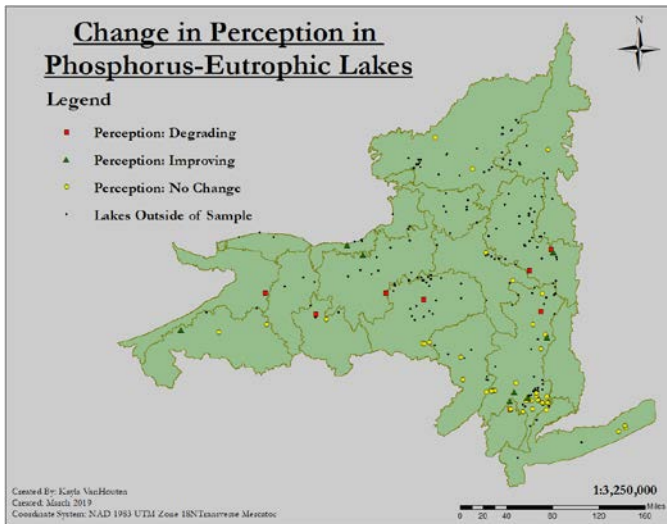 Change in Perception in
Phosphorus-Eutrophic Lakes
N
Legend
Perception: Degrading
Perception: Improving
Perception: No Change
Lakes Outside of Sample
Created By: Kayla VanHouten
Created: March 2019
Coordinate System: NAD 1983 UTM Zone 18NTransverse Mercator
1:3,250,000
Miles
0 20 40 80 120 160